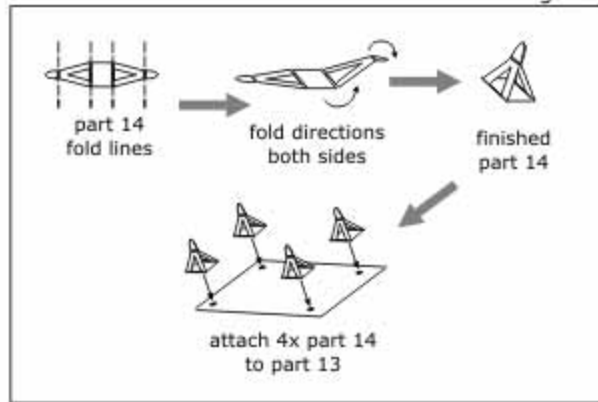 part 14
fold lines
fold directions
both sides
finished
part 14
attach 4x part 14
to part 13